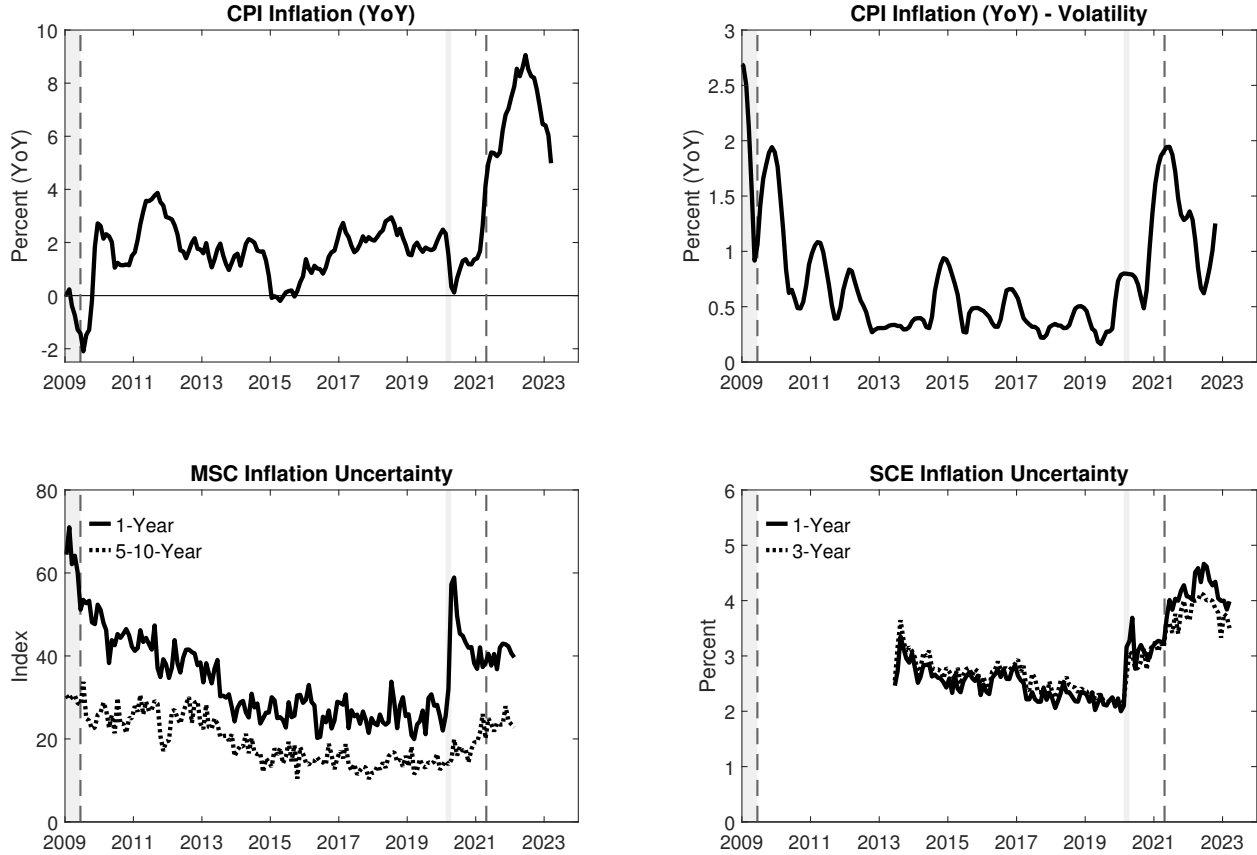 CPI Inflation (YoY)
Percent (YoY)
10
8
6
4
2
0
-2
2009 2011 2013 2015 2017 2019 2021 2023
CPI Inflation (YoY) - Volatility
Percent (YoY)
3
2.5
2
1.5
1
0.5
0
2009 2011 2013 2015 2017 2019 2021 2023
MSC Inflation Uncertainty
Index
80
60
40
20
0
1-Year
5-10-Year
2009 2011 2013 2015 2017 2019 2021 2023
SCE Inflation Uncertainty
Percent
6
5
4
3
2
1
0
1-Year
3-Year
2009 2011 2013 2015 2017 2019 2021 2023